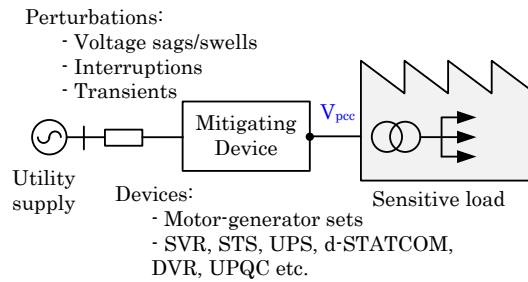 Perturbations:
- Voltage sags/swells
- Interruptions
- Transients
Mitigating
Device
Vpcc
Utility
supply
Sensitive load
Devices:
- Motor-generator sets
- SVR, STS, UPS, d-STATCOM,
DVR, UPQC etc.